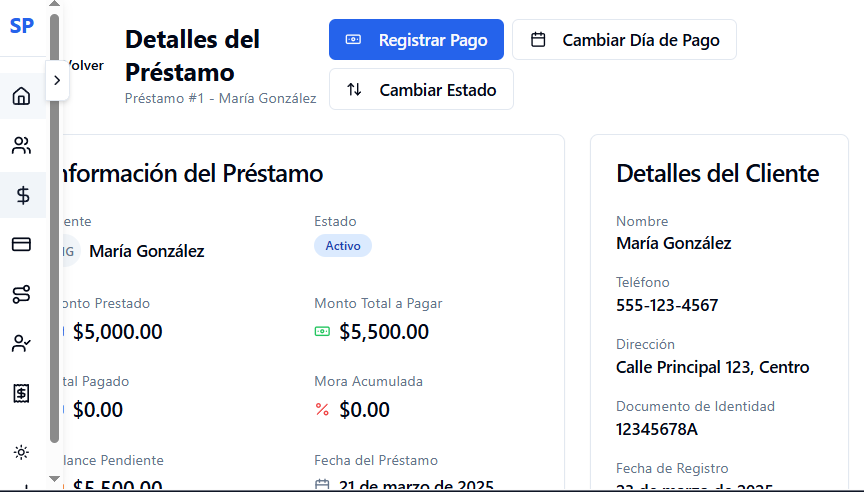 SP
Volver
Detalles del
Préstamo
Préstamo #1 - María González
Registrar Pago
Cambiar Día de Pago
Cambiar Estado
nformación del Préstamo
iente
IG
María González
Estado
Activo
onto Prestado
$5,000.00
Monto Total a Pagar
$5,500.00
tal Pagado
$0.00
Mora Acumulada
$0.00
lance Pendiente
$5,500.00
Fecha del Préstamo
21 de marzo de 2025
Detalles del Cliente
Nombre
María González
Teléfono
555-123-4567
Dirección
Calle Principal 123, Centro
Documento de Identidad
12345678A
Fecha de Registro